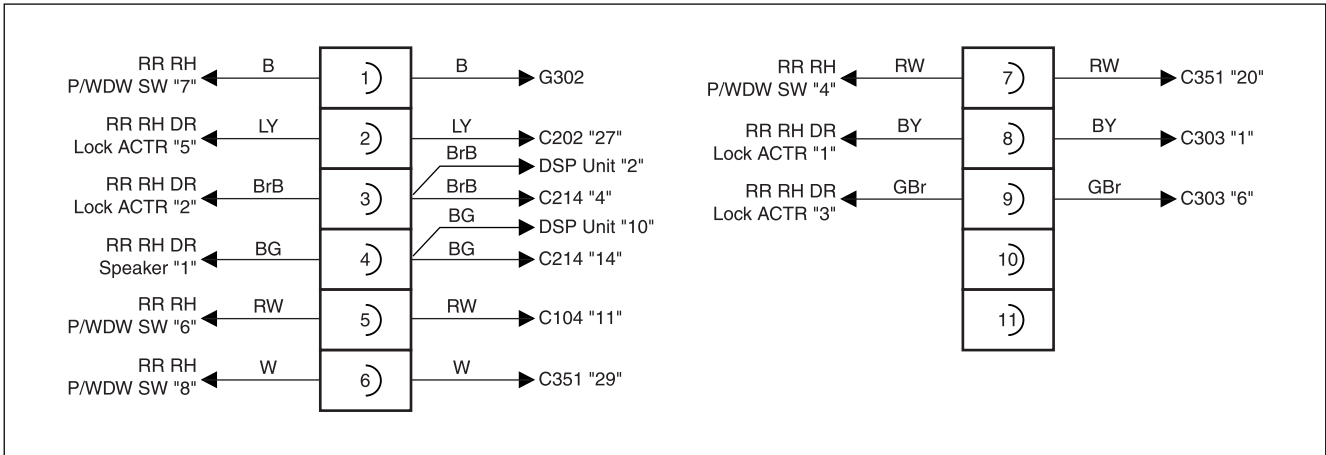 RR RH
P/WDW SW "7"
B
1
B
G302
RR RH DR
Lock ACTR "5"
LY
2
LY
C202 "27"
BrB
DSP Unit "2"
RR RH DR
Lock ACTR "2"
BrB
3
BrB
C214 "4"
BG
DSP Unit "10"
RR RH DR
Speaker "1"
BG
4
BG
C214 "14"
RR RH
P/WDW SW "6"
RW
5
RW
C104 "11"
RR RH
P/WDW SW "8"
W
6
W
C351 "29"
RR RH
P/WDW SW "4"
RW
7
RW
C351 "20"
RR RH DR
Lock ACTR "1"
BY
8
BY
C303 "1"
RR RH DR
Lock ACTR "3"
GBr
9
GBr
C303 "6"
10
11